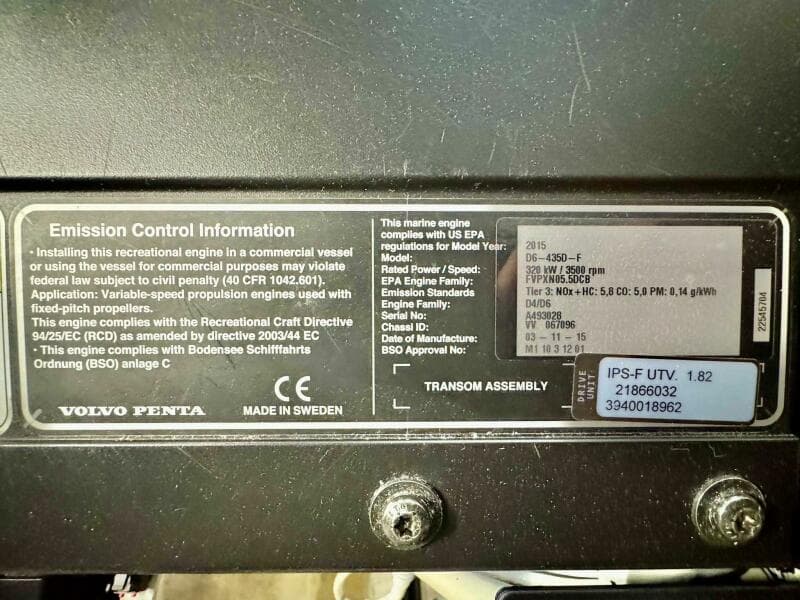 Emission Control Information
• Installing this recreational engine in a commercial vessel
or using the vessel for commercial purposes may violate
federal law subject to civil penalty (40 CFR 1042.601).
Application: Variable-speed propulsion engines used with
fixed-pitch propellers.
This engine complies with the Recreational Craft Directive
94/25/EC (RCD) as amended by directive 2003/44 EC
• This engine complies with Bodensee Schifffahrts
Ordnung (BSO) anlage C
CE
VOLVO PENTA
MADE IN SWEDEN
This marine engine
complies with US EPA
regulations for Model Year: 2015
Model: D6-435D-F
Rated Power / Speed: 320 kW / 3500 rpm
EPA Engine Family: FVPXN05.5DCB
Emission Standards Tier 3: NOx+HC: 5,8 CO: 5,0 PM: 0,14 g/kWh
Engine Family: D4/D6
Serial No: A493028
Chassi ID: VV 067096
Date of Manufacture: 03-11-15
BSO Approval No: M1 10 3 12 01
22545704
TRANSOM ASSEMBLY
DRIVE
UNIT
IPS-F UTV. 1.82
21866032
3940018962